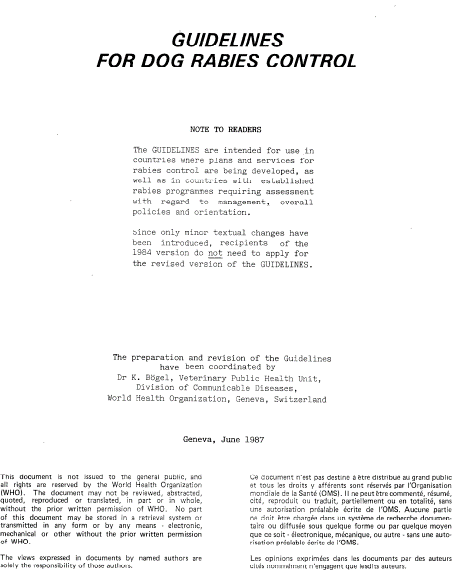 GUIDELINES
FOR DOG RABIES CONTROL
NOTE TO READERS
The GUIDELINES are intended for use in
countries where plans and services for
rabies control are being developed, as
well as in countries with established
rabies programmes requiring assessment
with regard to management, overall
policies and orientation.
Since only minor textual changes have
been introduced, recipients of the
1984 version do not need to apply for
the revised version of the GUIDELINES.
The preparation and revision of the Guidelines
have been coordinated by
Dr K. Bögel, Veterinary Public Health Unit,
Division of Communicable Diseases,
World Health Organization, Geneva, Switzerland
Geneva, June 1987
This document is not issued to the general public, and
all rights are reserved by the World Health Organization
(WHO). The document may not be reviewed, abstracted,
quoted, reproduced or translated, in part or in whole,
without the prior written permission of WHO. No part
of this document may be stored in a retrieval system or
transmitted in any form or by any means - electronic,
mechanical or other without the prior written permission
of WHO.
The views expressed in documents by named authors are
solely the responsibility of those authors.
Ce document n'est pas destiné à être distribué au grand public
et tous les droits y afférents sont réservés par l'Organisation
mondiale de la Santé (OMS). Il ne peut être commenté, résumé,
cité, reproduit ou traduit, partiellement ou en totalité, sans
une autorisation préalable écrite de l'OMS. Aucune partie
ne doit être chargée dans un système de recherche documen-
taire ou diffusée sous quelque forme ou par quelque moyen
que ce soit - électronique, mécanique, ou autre - sans une auto-
risation préalable écrite de l'OMS.
Les opinions exprimées dans les documents par des auteurs
cités nommément n'engagent que lesdits auteurs.